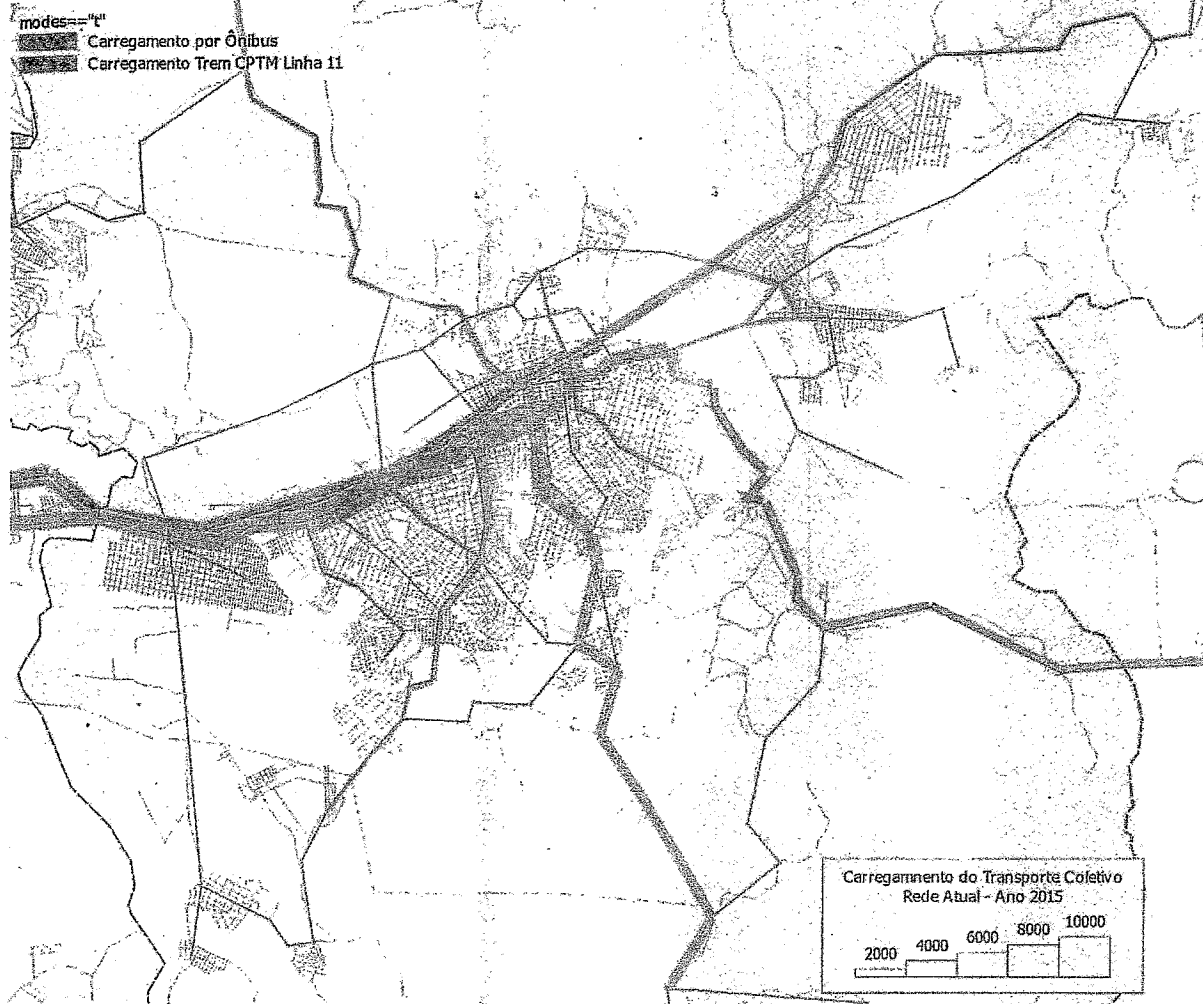 modes=="t"
Carregamento por Ônibus
Carregamento Trem CPTM Linha 11
Carregamnento do Transporte Coletivo
Rede Atual - Ano 2015
2000 4000 6000 8000 10000